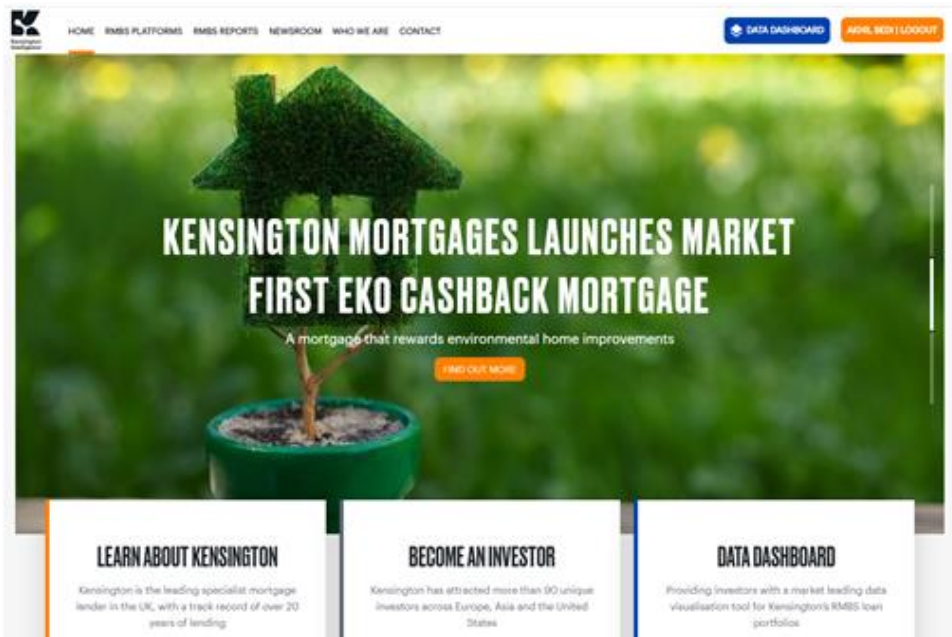 Kensington
HOME RMBS PLATFORMS RMBS REPORTS NEWSROOM WHO WE ARE CONTACT
DATA DASHBOARD
LOGOUT
KENSINGTON MORTGAGES LAUNCHES MARKET
FIRST EKO CASHBACK MORTGAGE
A mortgage that rewards environmental home improvements
FIND OUT MORE
LEARN ABOUT KENSINGTON
Kensington is the leading specialist mortgage
lender in the UK, with a track record of over 20
years of lending
BECOME AN INVESTOR
Kensington has attracted more than 90 unique
investors across Europe, Asia and the United
States
DATA DASHBOARD
Providing Investors with a market leading data
visualisation tool for Kensington's RMBS loan
portfolios